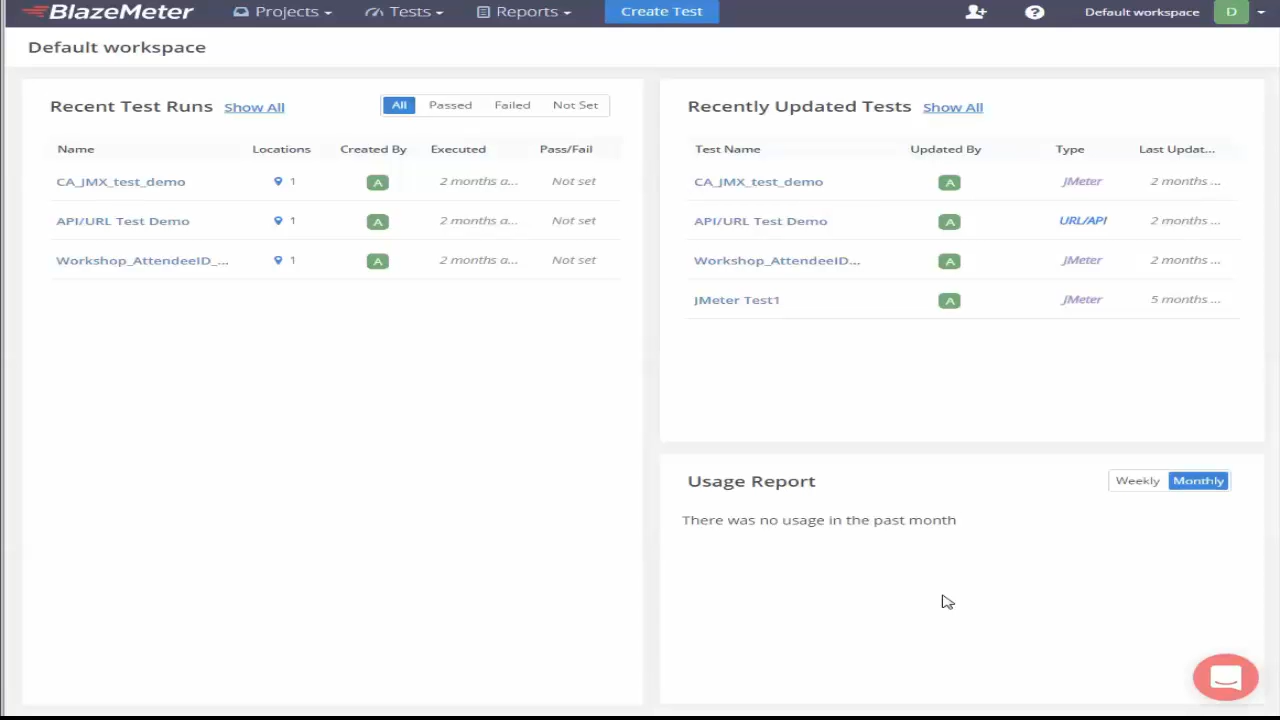 BlazeMeter Projects Tests Reports Create Test Default workspace D
Default workspace
Recent Test Runs Show All All Passed Failed Not Set
Name Locations Created By Executed Pass/Fail
CA_JMX_test_demo 1 A 2 months a... Not set
API/URL Test Demo 1 A 2 months a... Not set
Workshop_AttendeeID_... 1 A 2 months a... Not set
Recently Updated Tests Show All
Test Name Updated By Type Last Updat...
CA_JMX_test_demo A JMeter 2 months ...
API/URL Test Demo A URL/API 2 months ...
Workshop_AttendeeID... A JMeter 2 months ...
JMeter Test1 A JMeter 5 months ...
Usage Report Weekly Monthly
There was no usage in the past month